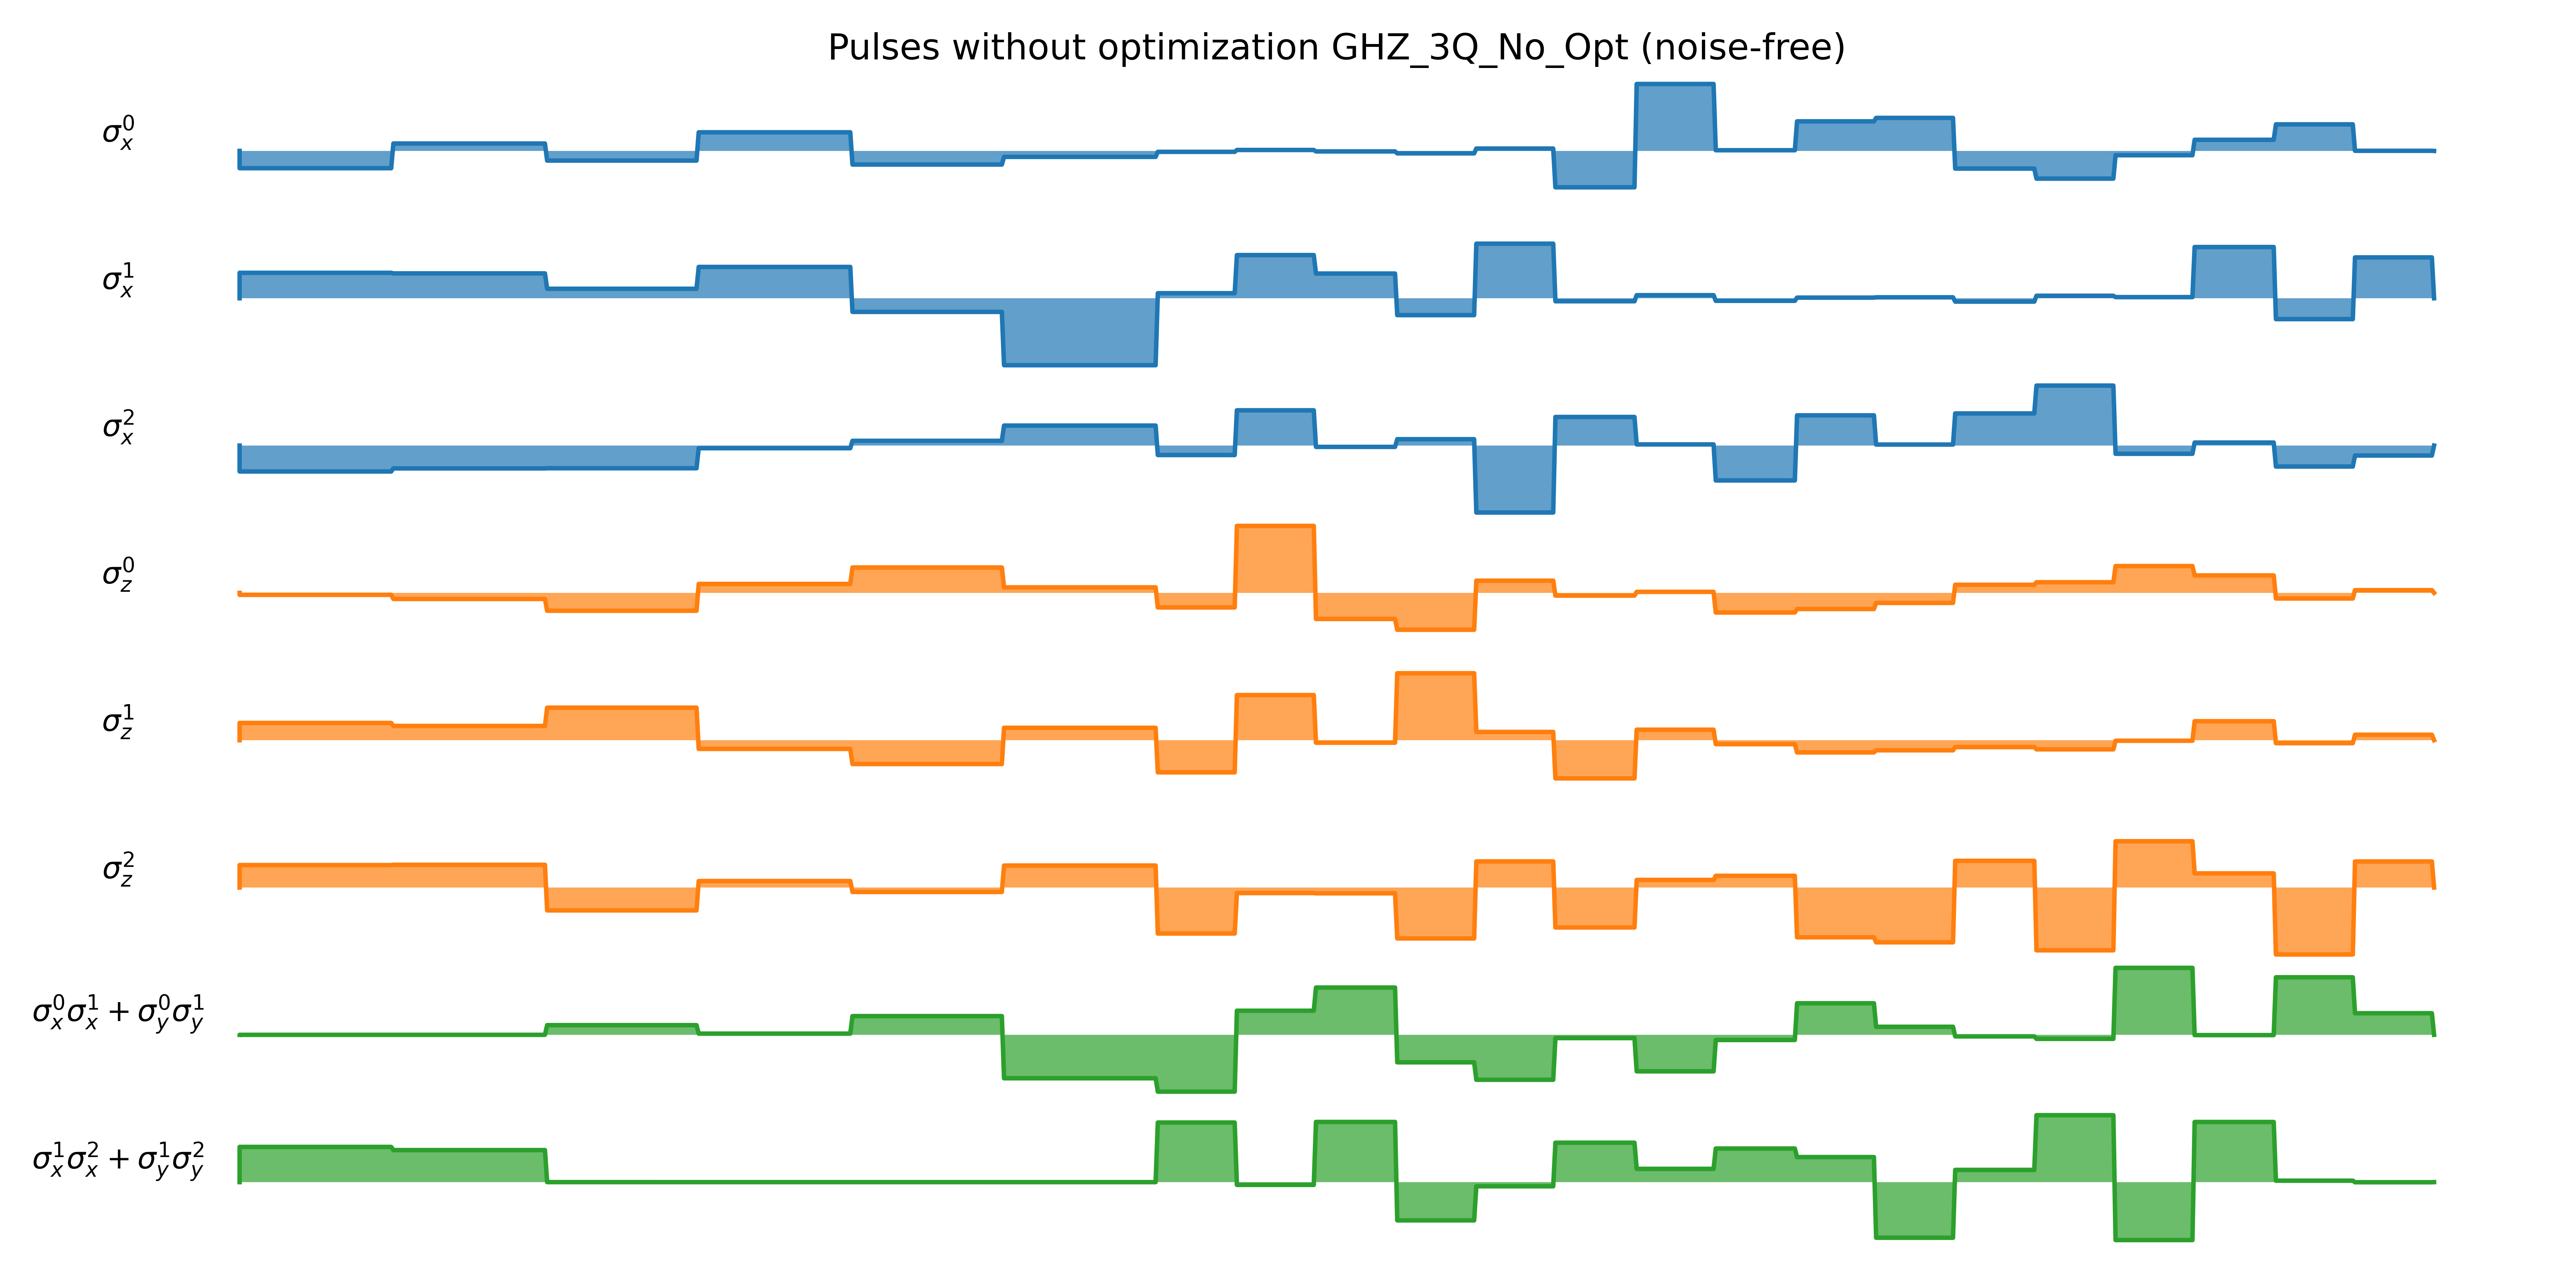 Pulses without optimization GHZ_3Q_No_Opt (noise-free)
σ_x^0
σ_x^1
σ_x^2
σ_z^0
σ_z^1
σ_z^2
σ_x^0σ_x^1 + σ_y^0σ_y^1
σ_x^1σ_x^2 + σ_y^1σ_y^2